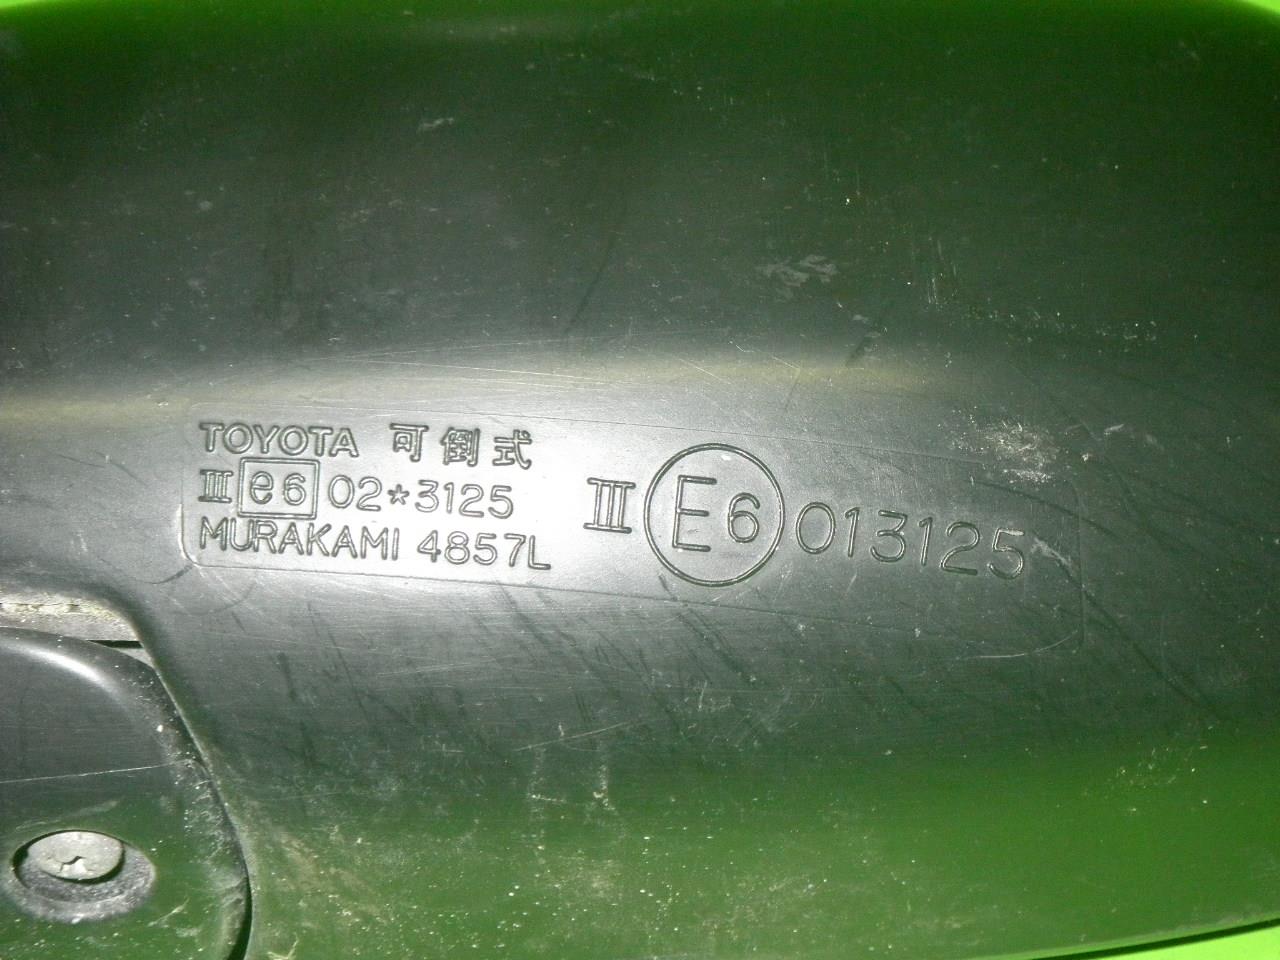 TOYOTA 可倒式
III e6 02*3125
MURAKAMI 4857L
III E6 013125